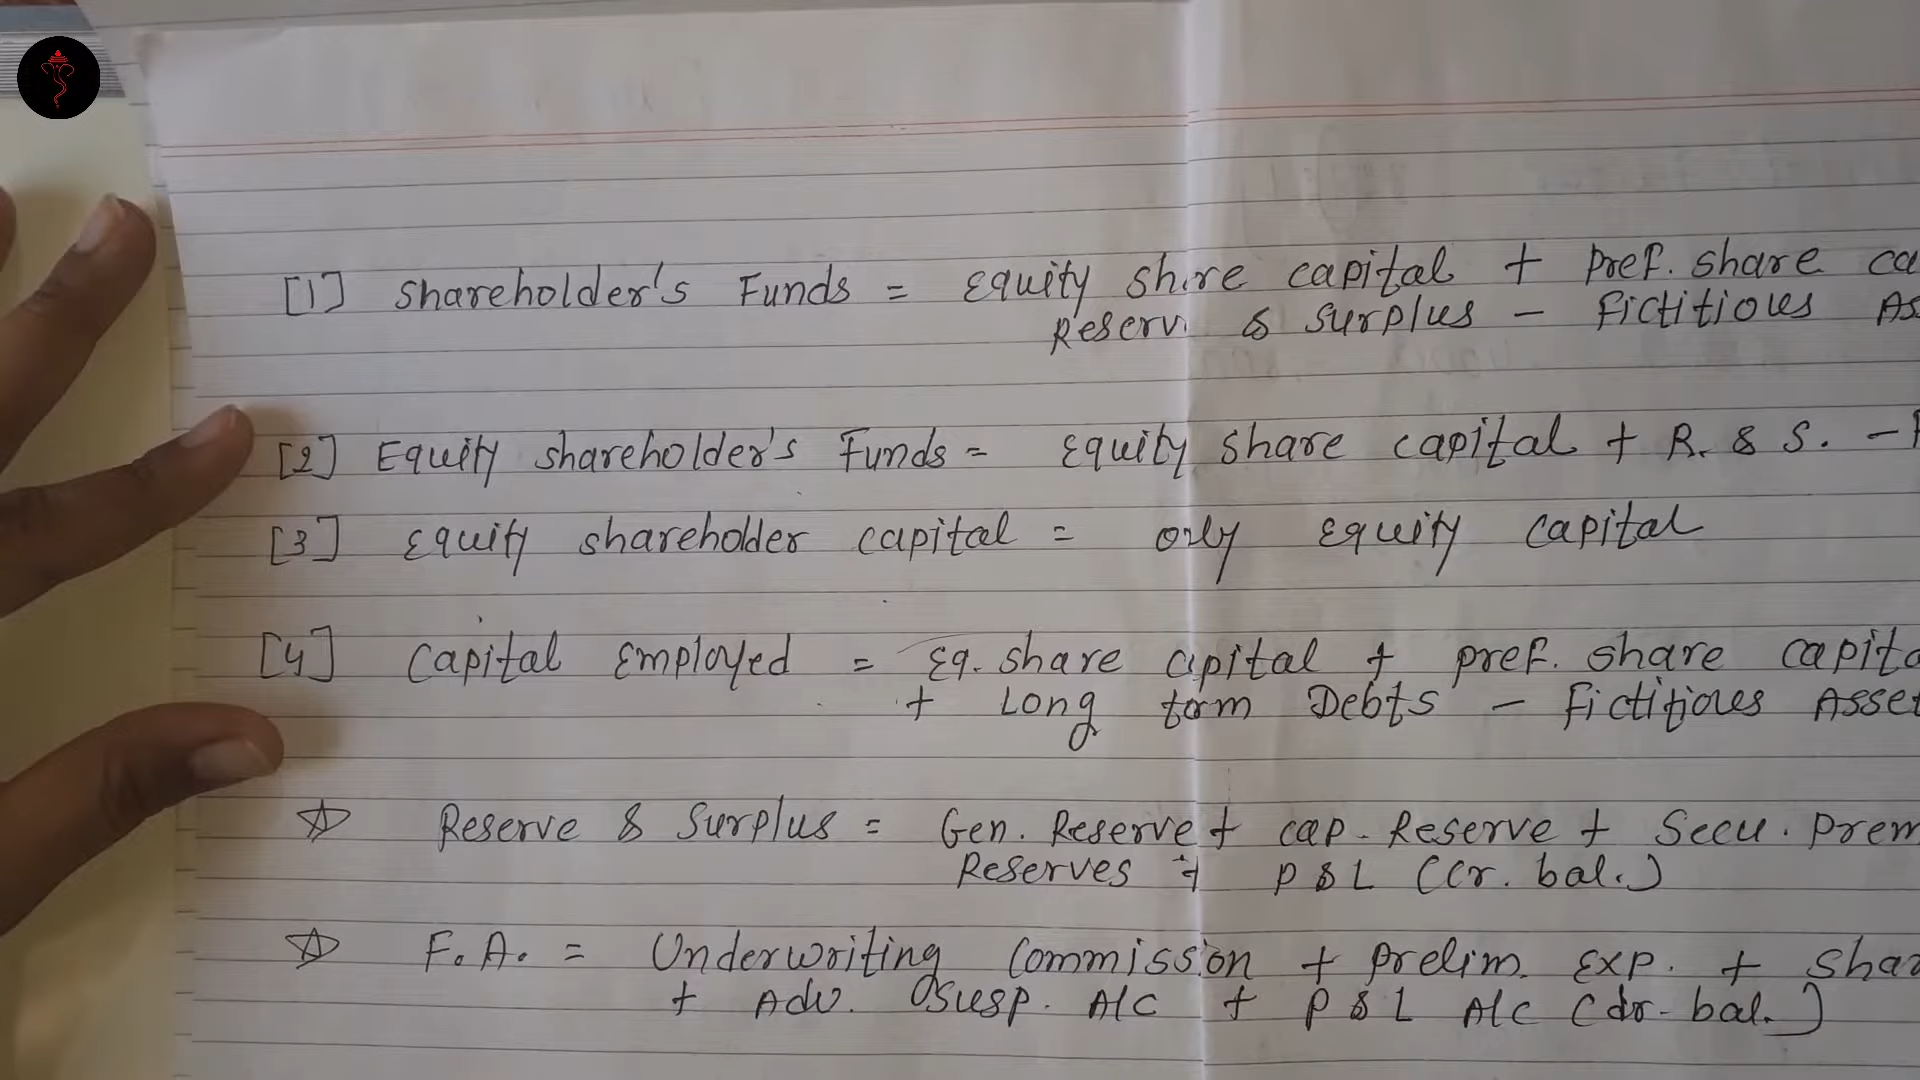 [1] Shareholder's Funds = Equity share capital + Pref. share ca
Reserv & Surplus - Fictitious As
[2] Equity shareholder's Funds = Equity share capital + R. & S. -
[3] Equity shareholder capital = only equity capital
[4] Capital Employed = Eq. share capital + pref. share capita
+ Long term Debts - Fictitious Asset
☆ Reserve & Surplus = Gen. Reserve + cap. Reserve + Secu. Prem
Reserves + P & L (cr. bal.)
☆ F.A. = Underwriting Commission + Prelim. Exp. + Shar
+ Adv. Susp. A/C + P & L A/C (dr. bal.)